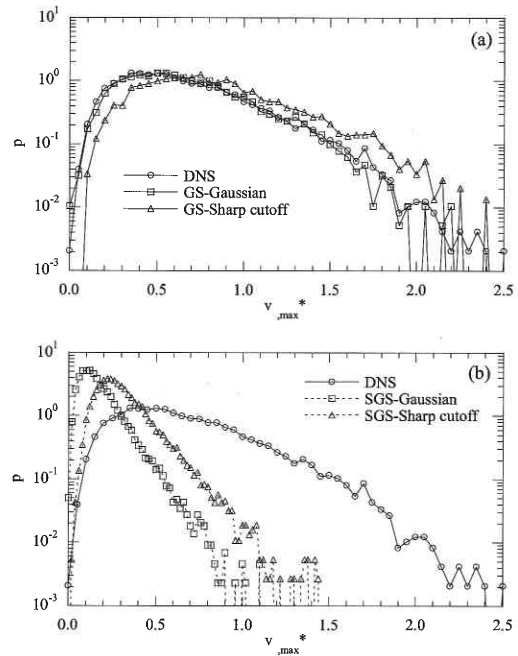 (a)
10¹
10⁰
10⁻¹
10⁻²
10⁻³
p
DNS
GS-Gaussian
GS-Sharp cutoff
0.0 0.5 1.0 1.5 2.0 2.5
v,max*
(b)
10¹
10⁰
10⁻¹
10⁻²
10⁻³
p
DNS
SGS-Gaussian
SGS-Sharp cutoff
0.0 0.5 1.0 1.5 2.0 2.5
v,max*